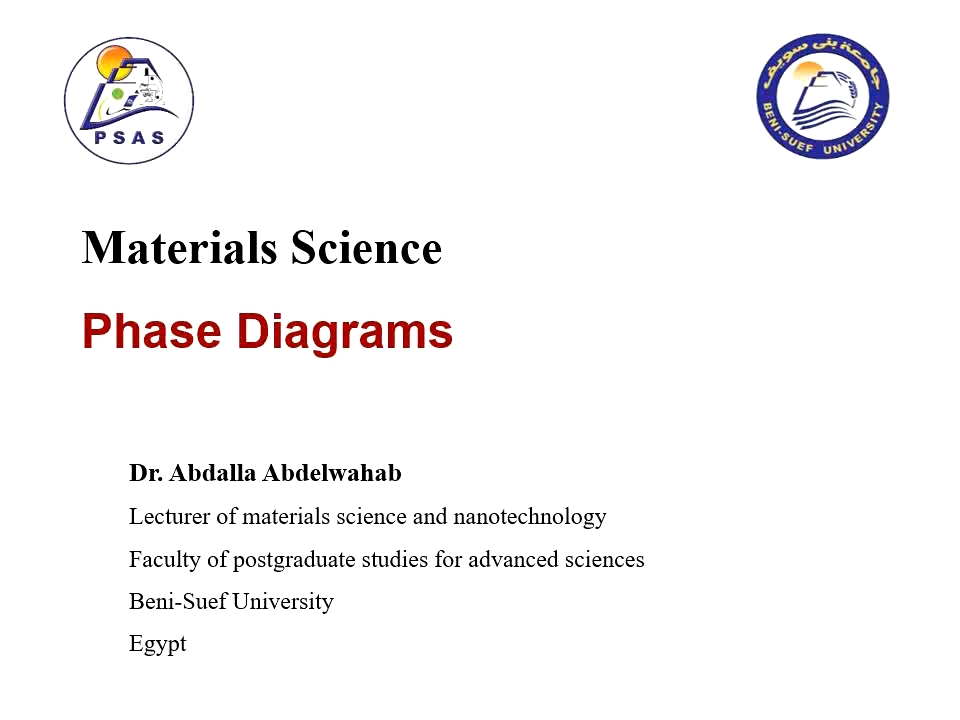 PSAS
جامعة بنى سويف
BENI-SUEF UNIVERSITY
Materials Science
Phase Diagrams
Dr. Abdalla Abdelwahab
Lecturer of materials science and nanotechnology
Faculty of postgraduate studies for advanced sciences
Beni-Suef University
Egypt